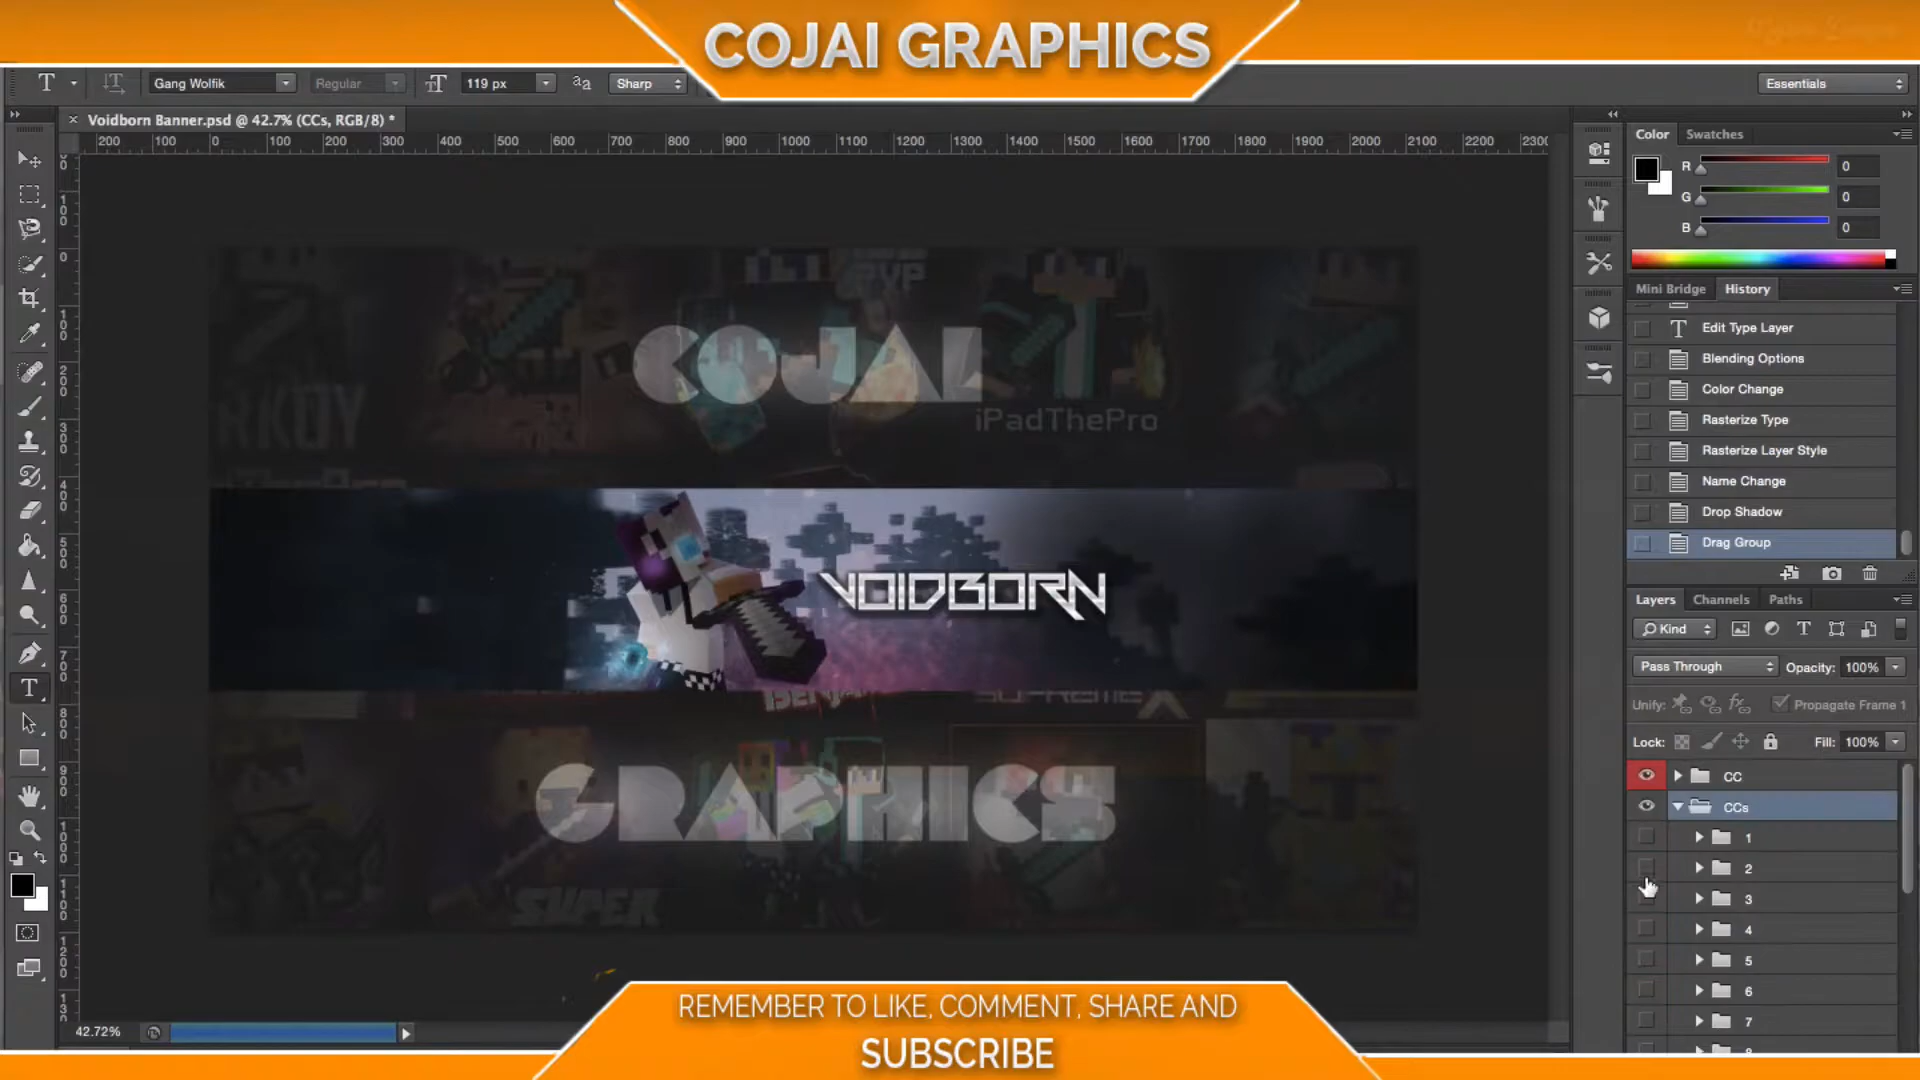 COJAI GRAPHICS
T Gang Wolfik Regular 119 px aa Sharp Essentials
Voidborn Banner.psd @ 42.7% (CCs, RGB/8) *
200 100 0 100 200 300 400 500 600 700 800 900 1000 1100 1200 1300 1400 1500 1600 1700 1800 1900 2000 2100 2200 2300
Color Swatches
R 0
G 0
B 0
Mini Bridge History
Edit Type Layer
Blending Options
Color Change
Rasterize Type
Rasterize Layer Style
Name Change
Drop Shadow
Drag Group
PVP
COJAI
RKOY
iPadThePro
VOIDBORN
SUPREME
X
GRAPHICS
SUPER
Layers Channels Paths
Kind
Pass Through Opacity: 100%
Unify: Propagate Frame 1
Lock: Fill: 100%
CC
CCs
1
2
3
4
5
6
7
42.72%
REMEMBER TO LIKE, COMMENT, SHARE AND
SUBSCRIBE